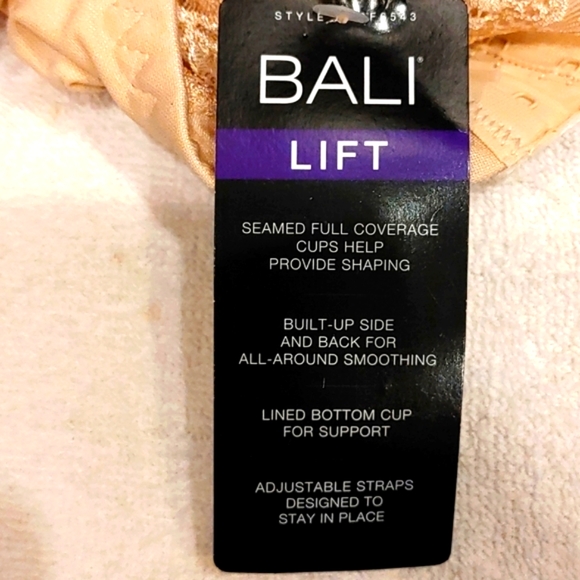 STYLE
BALI®
LIFT
SEAMED FULL COVERAGE
CUPS HELP
PROVIDE SHAPING
BUILT-UP SIDE
AND BACK FOR
ALL-AROUND SMOOTHING
LINED BOTTOM CUP
FOR SUPPORT
ADJUSTABLE STRAPS
DESIGNED TO
STAY IN PLACE